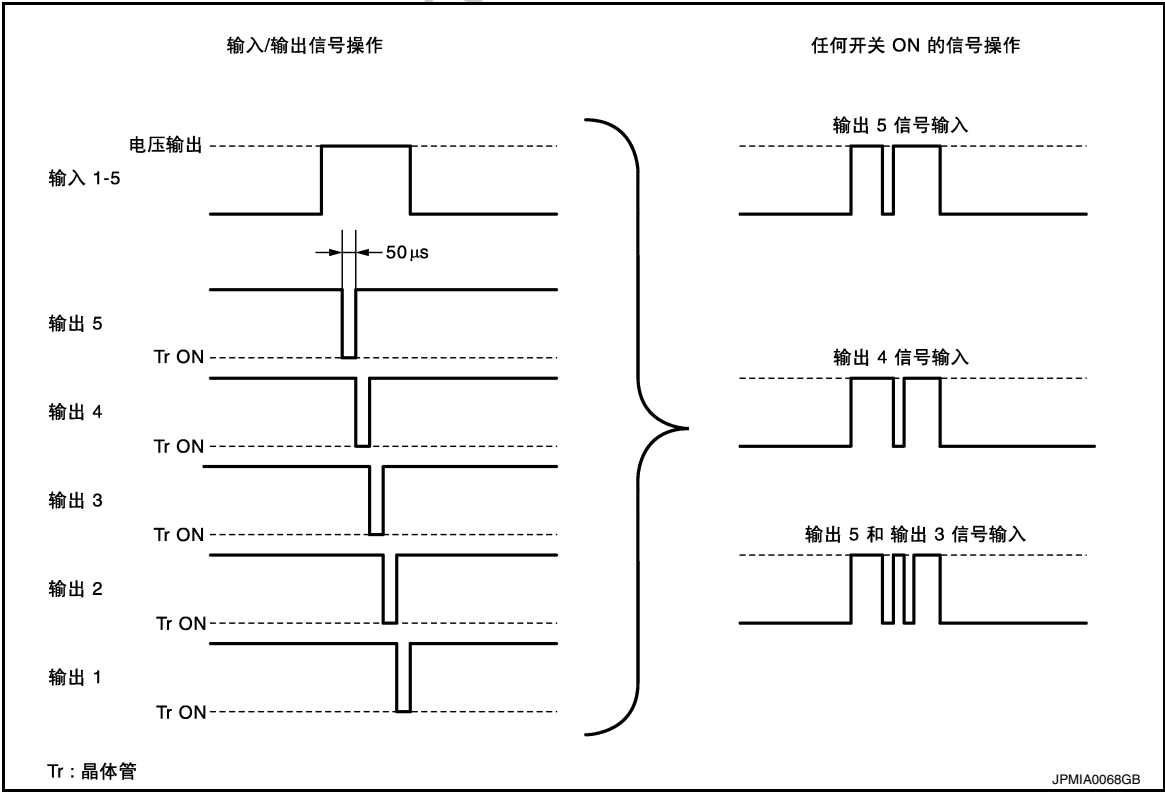 输入/输出信号操作
任何开关 ON 的信号操作
电压输出
输入 1-5
50 μs
输出 5
Tr ON
输出 4
Tr ON
输出 3
Tr ON
输出 2
Tr ON
输出 1
Tr ON
输出 5 信号输入
输出 4 信号输入
输出 5 和 输出 3 信号输入
Tr : 晶体管
JPMIA0068GB